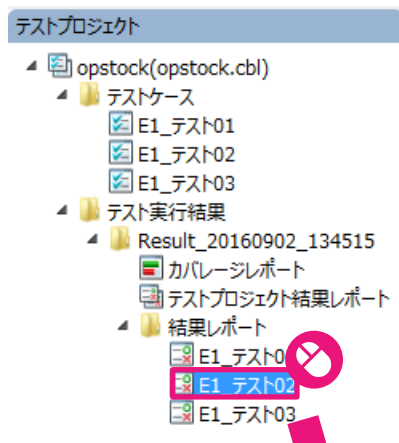 テストプロジェクト
opstock(opstock.cbl)
テストケース
E1_テスト01
E1_テスト02
E1_テスト03
テスト実行結果
Result_20160902_134515
カバレージレポート
テストプロジェクト結果レポート
結果レポート
E1_テスト0
E1_テスト02
E1_テスト03